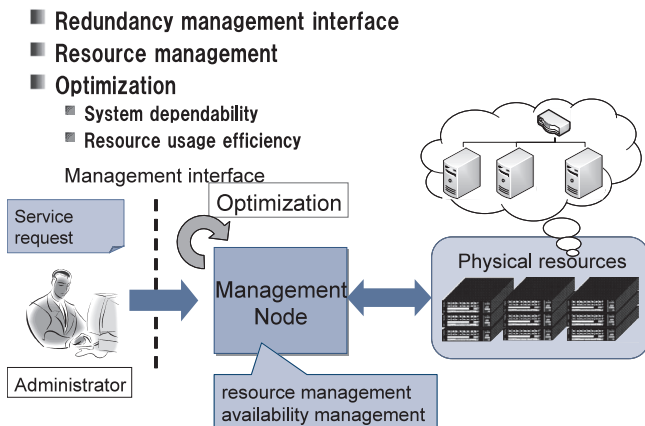 Redundancy management interface
Resource management
Optimization
System dependability
Resource usage efficiency
Management interface
Optimization
Service
request
Physical resources
Management
Node
Administrator
resource management
availability management